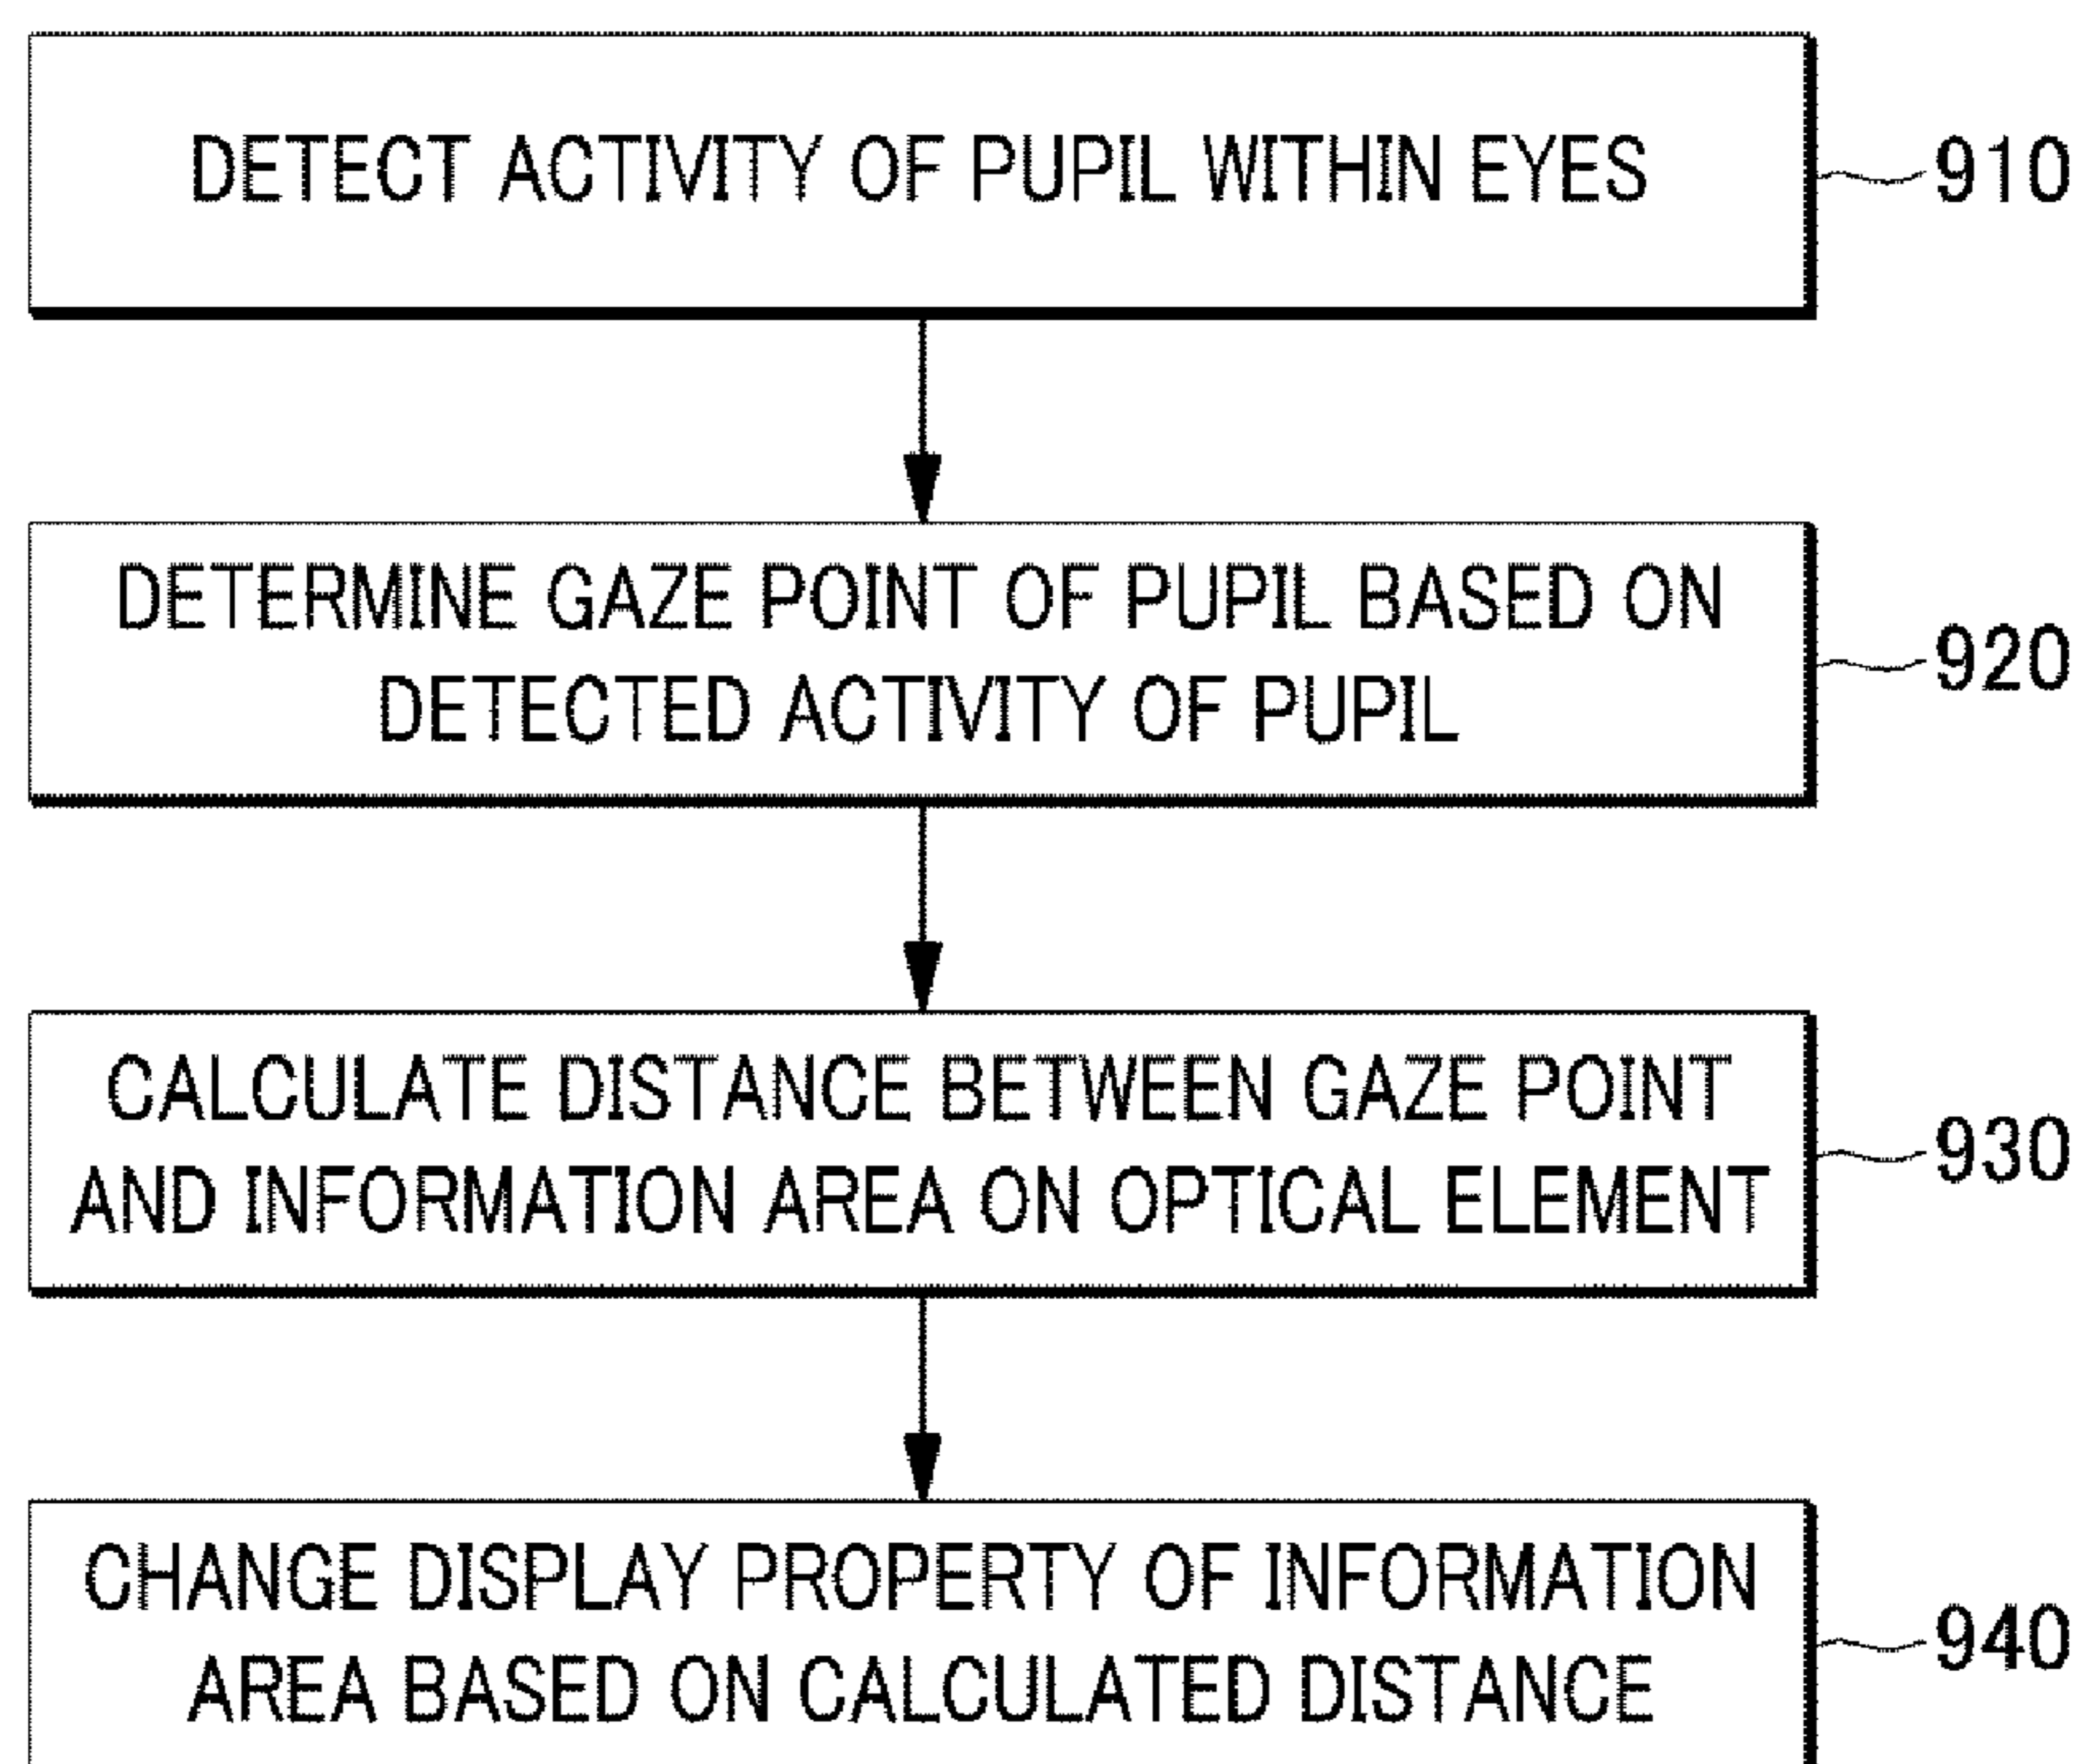 DETECT ACTIVITY OF PUPIL WITHIN EYES
910
DETERMINE GAZE POINT OF PUPIL BASED ON
DETECTED ACTIVITY OF PUPIL
920
CALCULATE DISTANCE BETWEEN GAZE POINT
AND INFORMATION AREA ON OPTICAL ELEMENT
930
CHANGE DISPLAY PROPERTY OF INFORMATION
AREA BASED ON CALCULATED DISTANCE
940